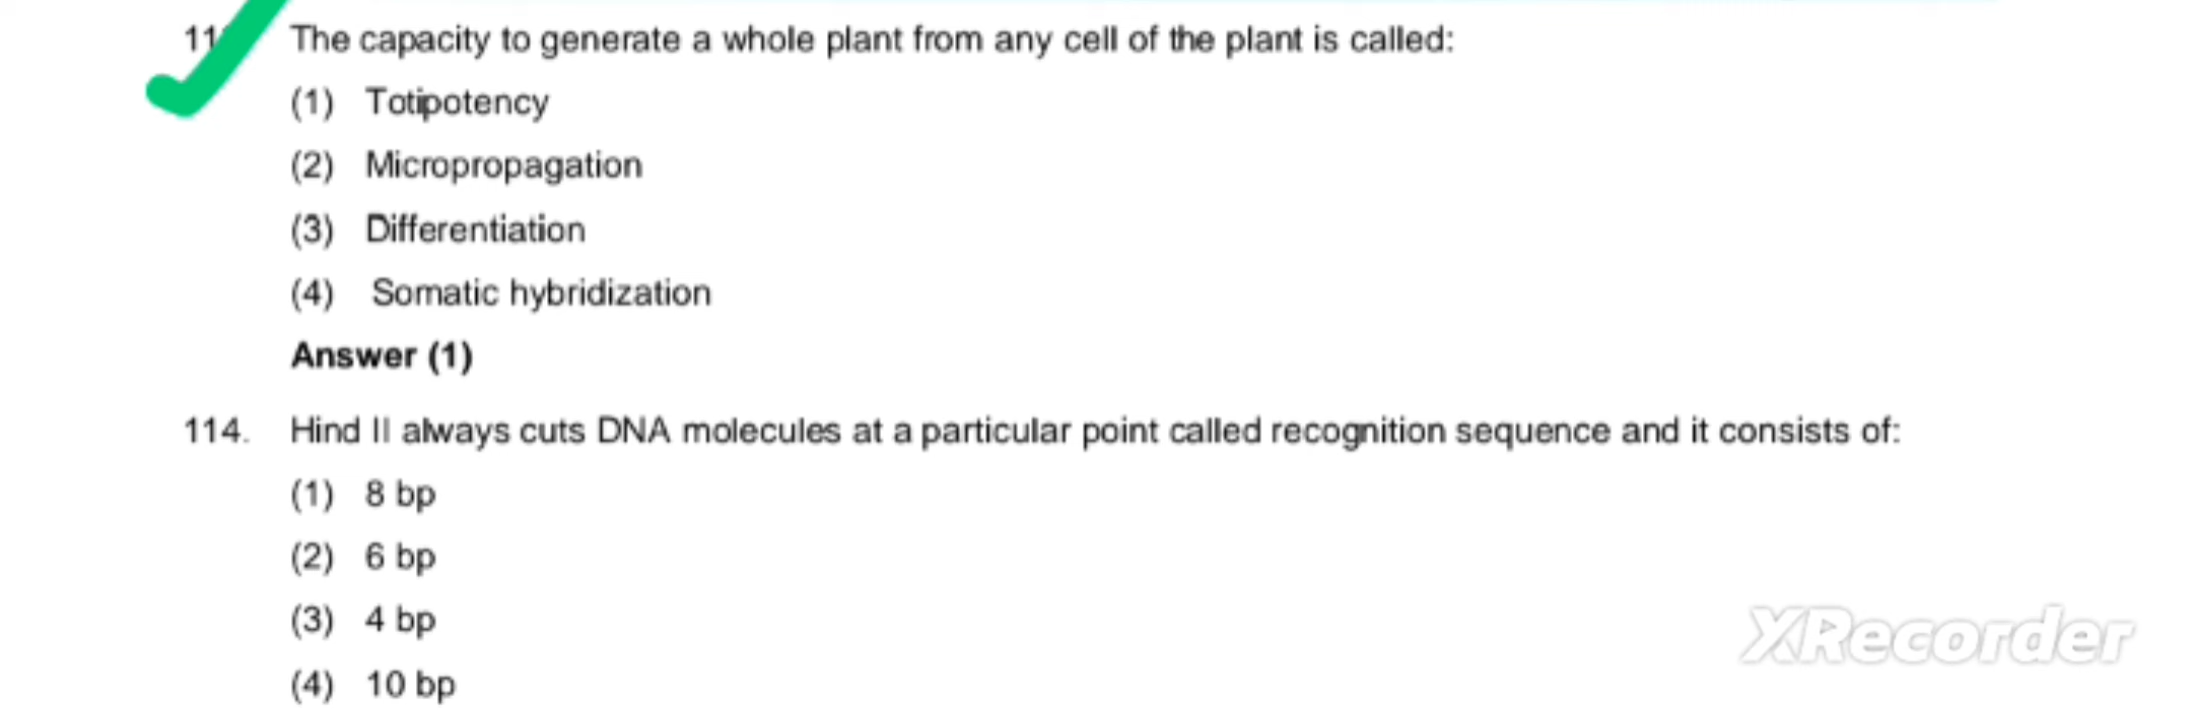 11 The capacity to generate a whole plant from any cell of the plant is called:
(1) Totipotency
(2) Micropropagation
(3) Differentiation
(4) Somatic hybridization
Answer (1)
114. Hind II always cuts DNA molecules at a particular point called recognition sequence and it consists of:
(1) 8 bp
(2) 6 bp
(3) 4 bp
(4) 10 bp
XRecorder